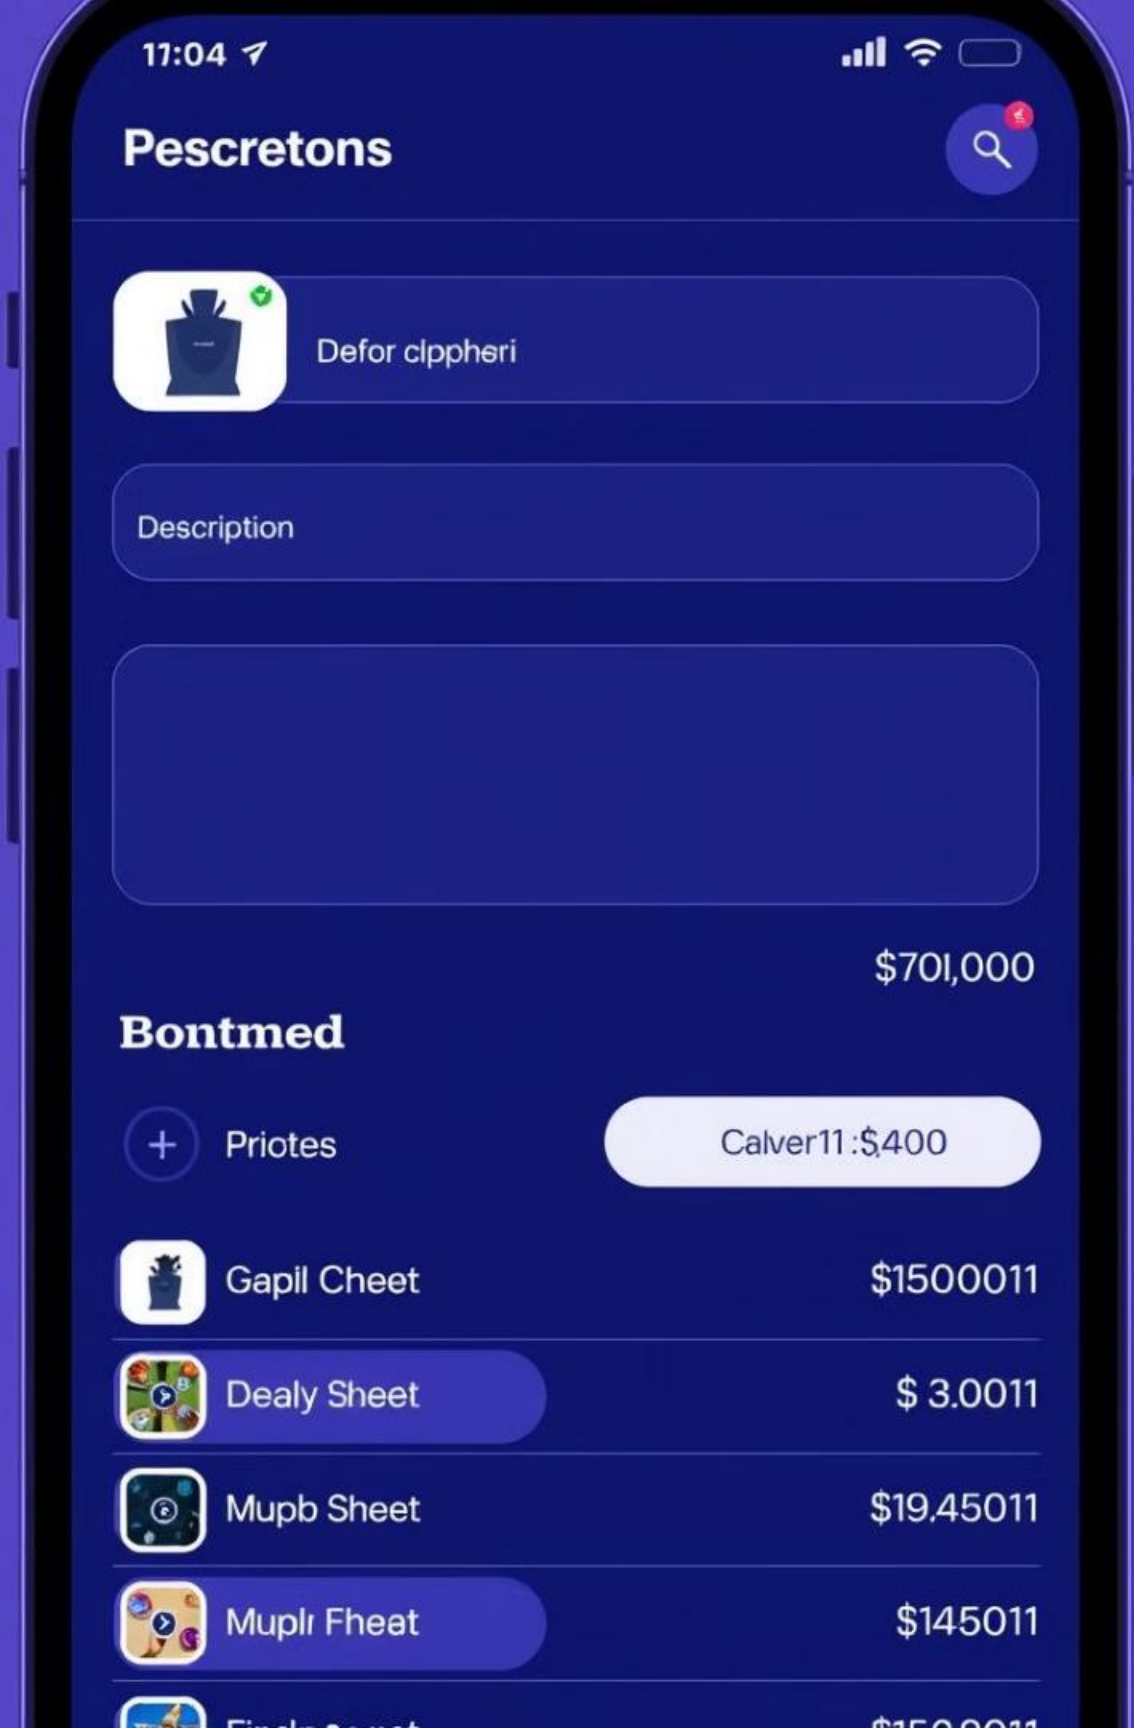 11:04
Pescretons
Defor clppheri
Description
$701,000
Bontmed
Priotes
Calver11:$,400
Gapil Cheet
$1500011
Dealy Sheet
$ 3.0011
Mupb Sheet
$19.45011
Muplr Fheat
$145011